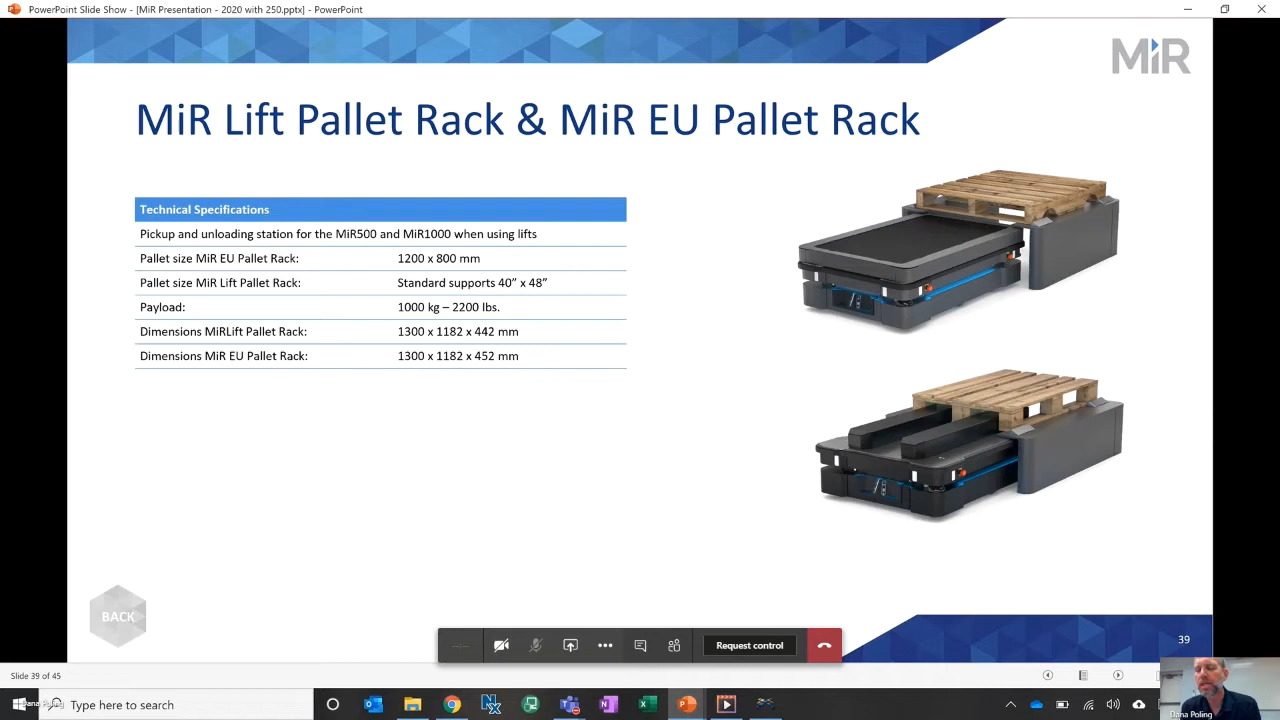 PowerPoint Slide Show - [MiR Presentation - 2020 with 250.pptx] - PowerPoint
MiR
MiR Lift Pallet Rack & MiR EU Pallet Rack
Technical Specifications
Pickup and unloading station for the MiR500 and MiR1000 when using lifts
Pallet size MiR EU Pallet Rack: 1200 x 800 mm
Pallet size MiR Lift Pallet Rack: Standard supports 40” x 48”
Payload: 1000 kg – 2200 lbs.
Dimensions MiRLift Pallet Rack: 1300 x 1182 x 442 mm
Dimensions MiR EU Pallet Rack: 1300 x 1182 x 452 mm
BACK
Request control
39
Slide 39 of 45
Dana Poling
Type here to search
Dana Poling